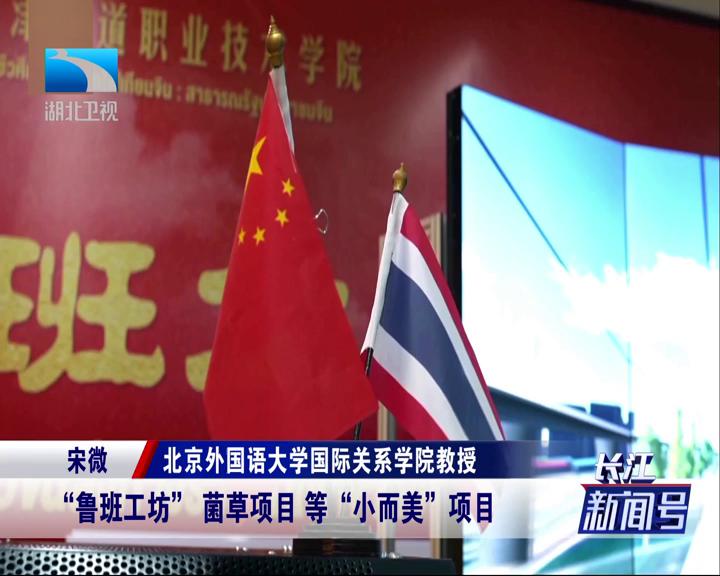 道职业技术学院
湖北卫视
班工
宋微 北京外国语大学国际关系学院教授
“鲁班工坊” 菌草项目 等“小而美”项目
长江
新闻号